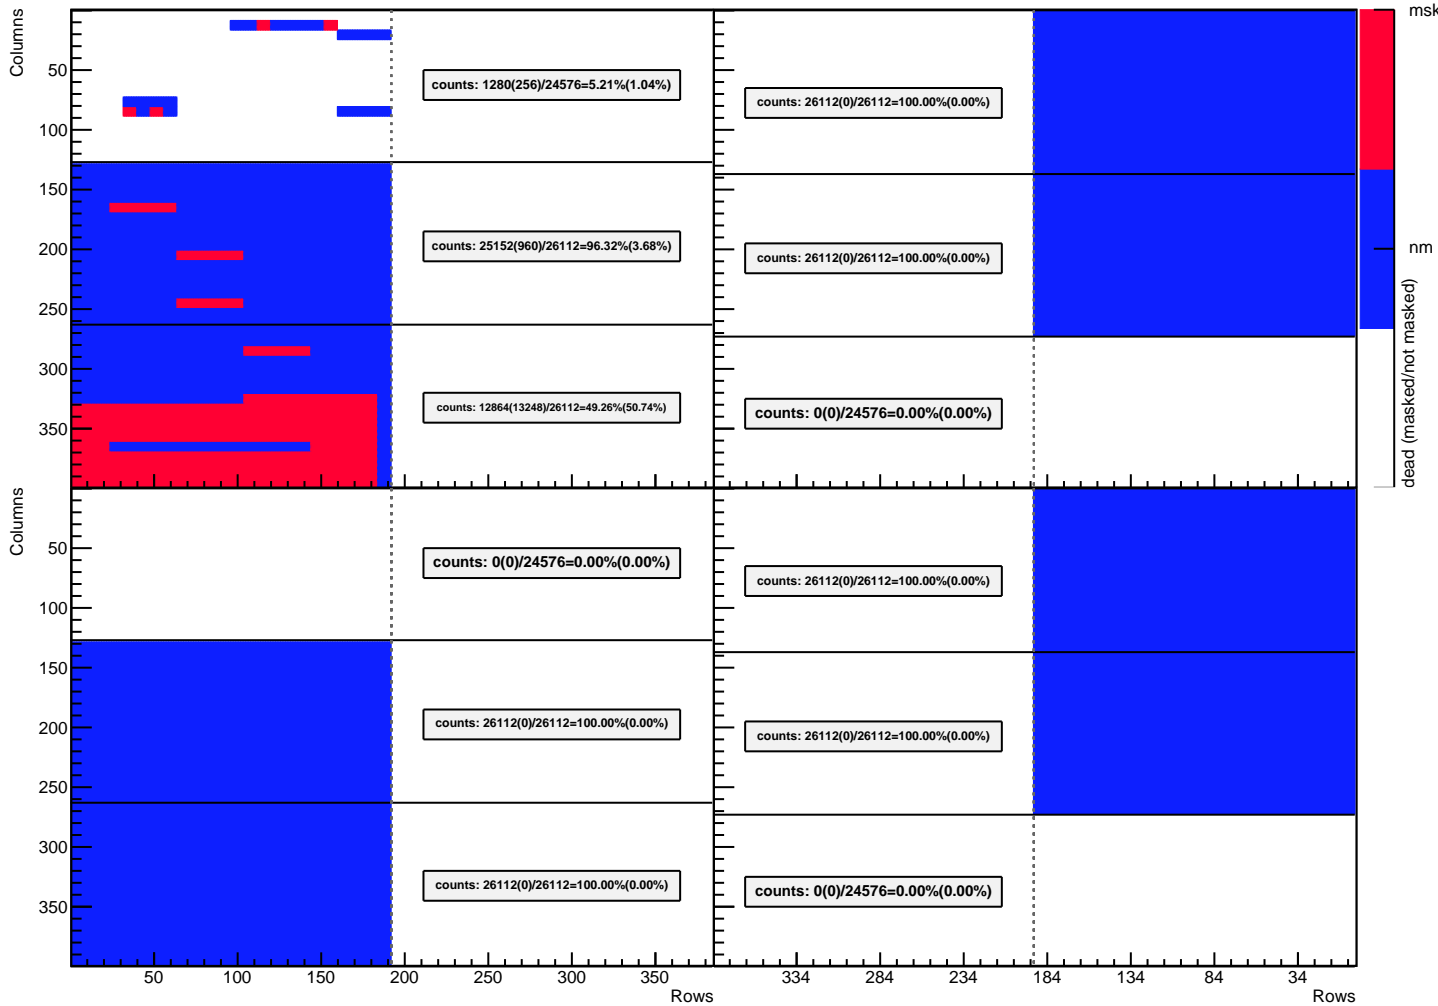 Columns
50
100
150
200
250
300
350
counts: 1280(256)/24576=5.21%(1.04%)
counts: 25152(960)/26112=96.32%(3.68%)
counts: 12864(13248)/26112=49.26%(50.74%)
counts: 26112(0)/26112=100.00%(0.00%)
counts: 26112(0)/26112=100.00%(0.00%)
counts: 0(0)/24576=0.00%(0.00%)
msk
nm
dead (masked/not masked)
Columns
50
100
150
200
250
300
350
counts: 0(0)/24576=0.00%(0.00%)
counts: 26112(0)/26112=100.00%(0.00%)
counts: 26112(0)/26112=100.00%(0.00%)
50 100 150 200 250 300 350
Rows
counts: 26112(0)/26112=100.00%(0.00%)
counts: 26112(0)/26112=100.00%(0.00%)
counts: 0(0)/24576=0.00%(0.00%)
334 284 234 184 134 84 34
Rows